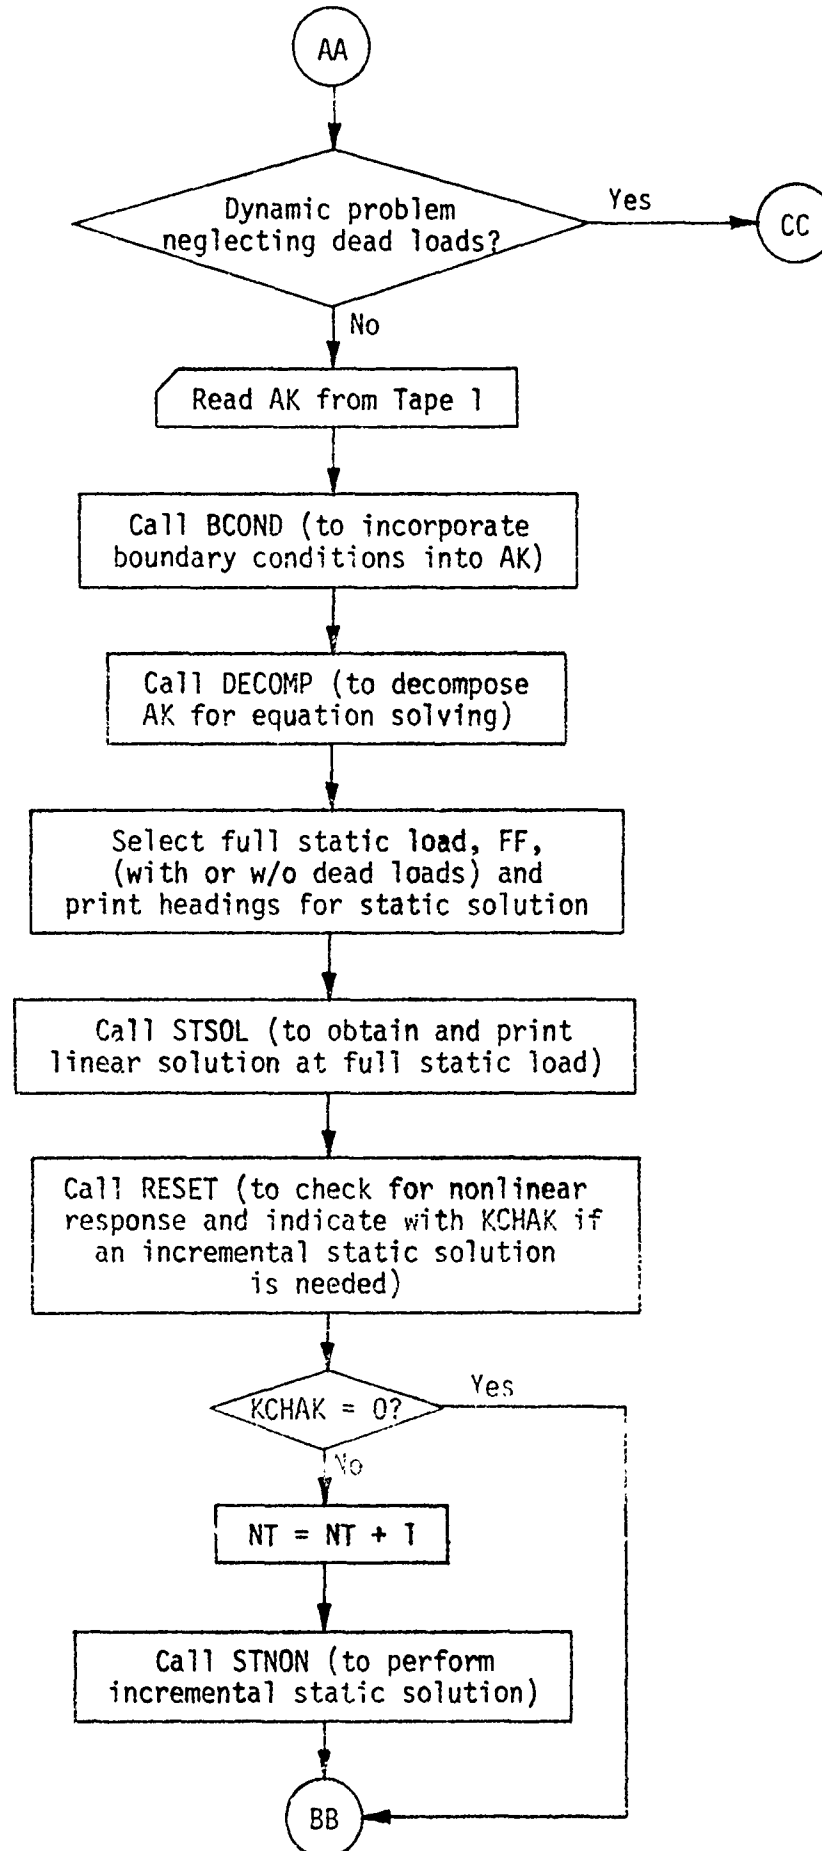 AA
Dynamic problem
neglecting dead loads?
Yes
CC
No
Read AK from Tape 1
Call BCOND (to incorporate
boundary conditions into AK)
Call DECOMP (to decompose
AK for equation solving)
Select full static load, FF,
(with or w/o dead loads) and
print headings for static solution
Call STSOL (to obtain and print
linear solution at full static load)
Call RESET (to check for nonlinear
response and indicate with KCHAK if
an incremental static solution
is needed)
KCHAK = 0?
Yes
No
NT = NT + 1
Call STNON (to perform
incremental static solution)
BB